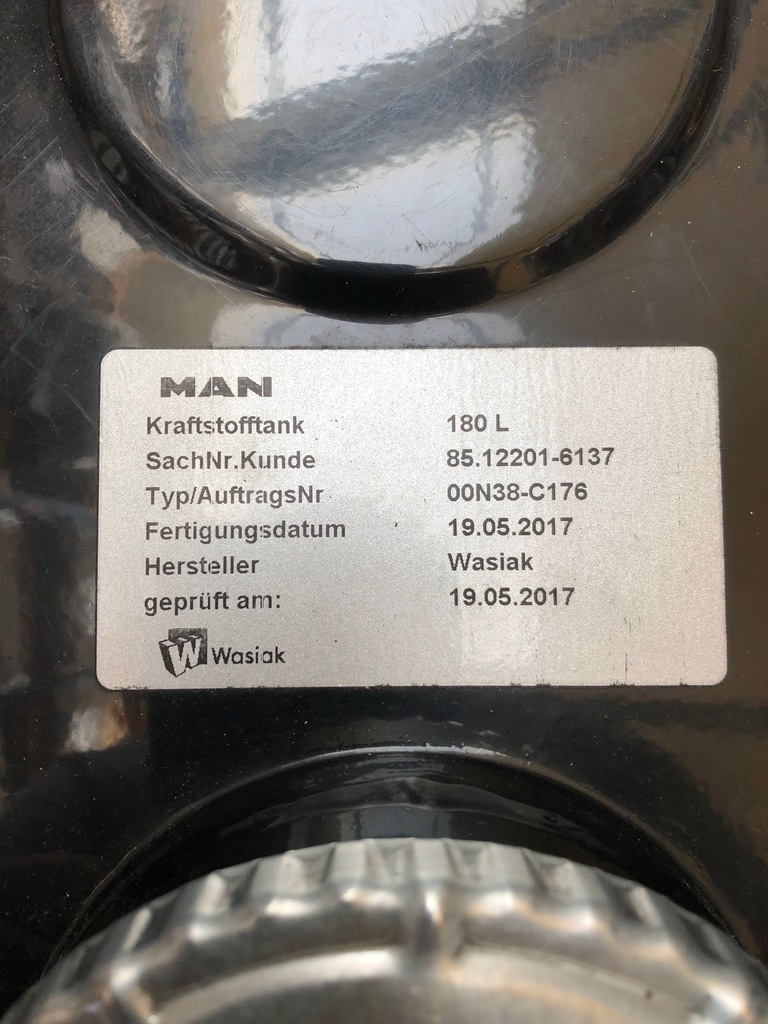 MAN
Kraftstofftank 180 L
SachNr.Kunde 85.12201-6137
Typ/AuftragsNr 00N38-C176
Fertigungsdatum 19.05.2017
Hersteller Wasiak
geprüft am: 19.05.2017
W Wasiak